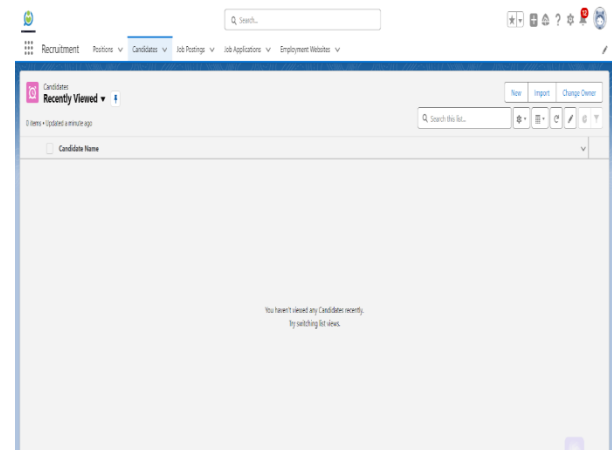 Search...
12
Recruitment Positions Candidates Job Postings Job Applications Employment Websites
Candidates
Recently Viewed
New Import Change Owner
0 items • Updated a minute ago
Search this list...
Candidate Name
You haven't viewed any Candidates recently.
Try switching list views.